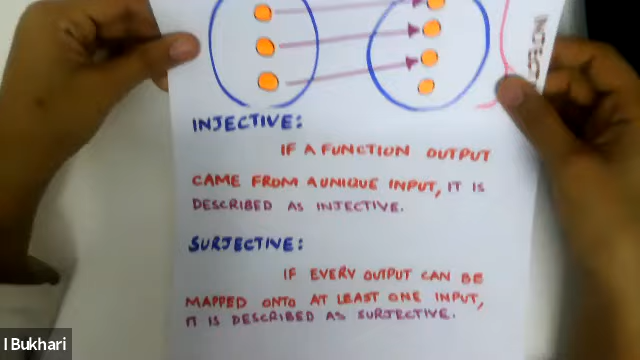 INJECTIVE:
IF A FUNCTION OUTPUT
CAME FROM A UNIQUE INPUT, IT IS
DESCRIBED AS INJECTIVE.
SURJECTIVE:
IF EVERY OUTPUT CAN BE
MAPPED ONTO AT LEAST ONE INPUT,
IT IS DESCRIBED AS SURJECTIVE.
I Bukhari